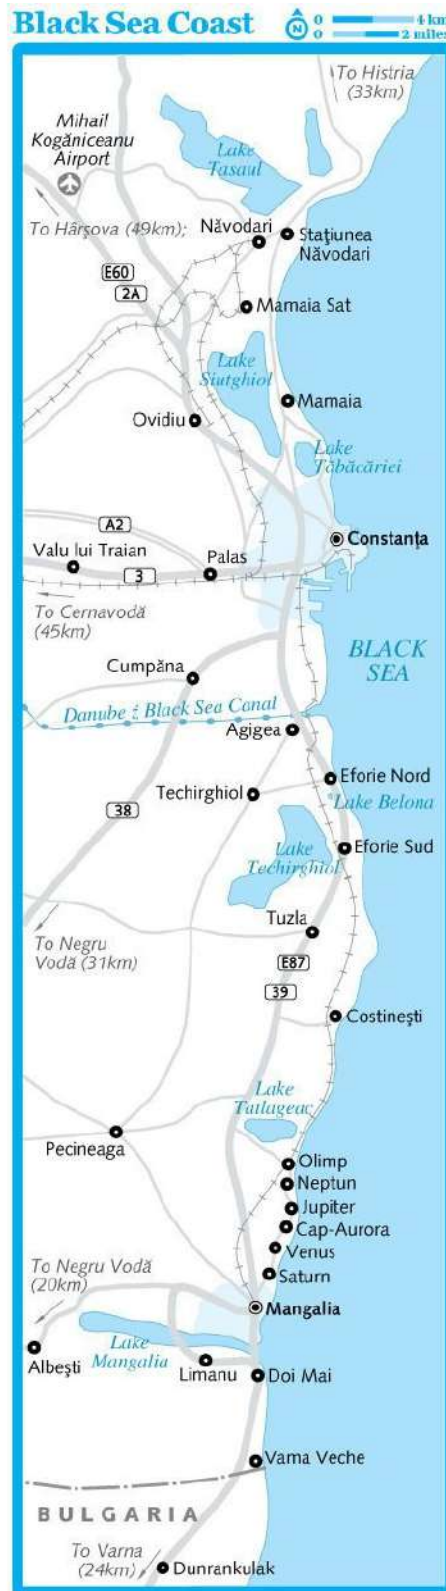 Black Sea Coast
N
0 4 km
0 2 miles
To Histria
(33km)
Mihail
Kogăniceanu
Airport
Lake
Tasaul
To Hârşova (49km);
Năvodari
Staţiunea
Năvodari
E60
2A
Mamaia Sat
Lake
Siutghiol
Mamaia
Ovidiu
Lake
Tăbăcăriei
A2
Constanţa
Valu lui Traian
Palas
3
To Cernavodă
(45km)
BLACK
SEA
Cumpăna
Danube ź Black Sea Canal
Agigea
Eforie Nord
Techirghiol
Lake Belona
38
Lake
Techirghiol
Eforie Sud
Tuzla
To Negru
Vodă (31km)
E87
39
Costineşti
Lake
Tatlageac
Pecineaga
Olimp
Neptun
Jupiter
Cap-Aurora
Venus
To Negru Vodă
(20km)
Saturn
Mangalia
Lake
Mangalia
Albeşti
Limanu
Doi Mai
Vama Veche
BULGARIA
To Varna
(24km)
Dunrankulak